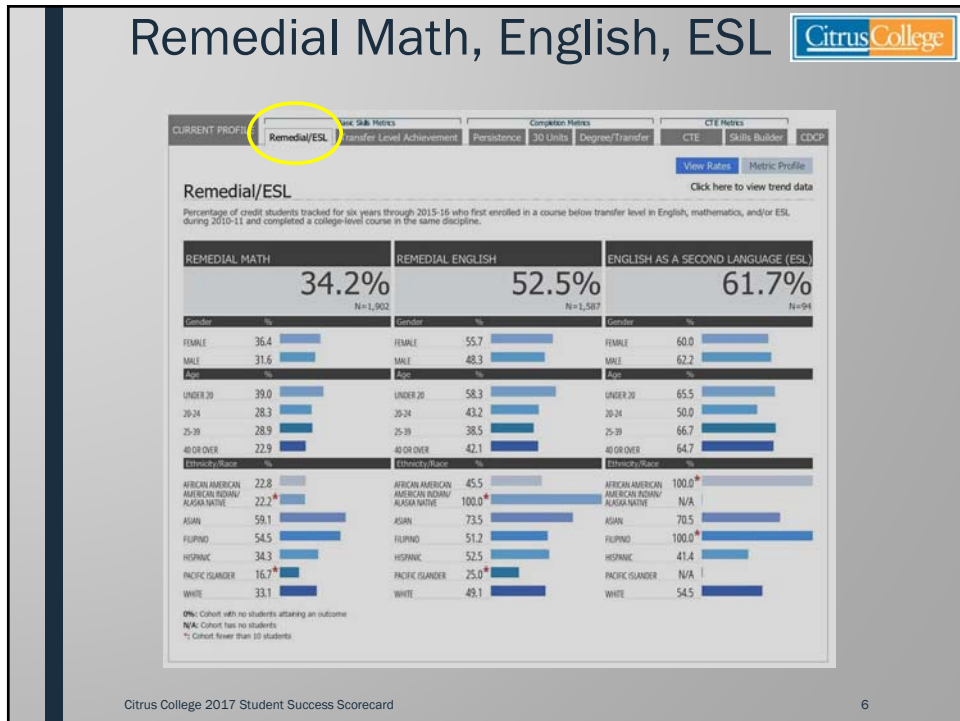 Remedial Math, English, ESL
Citrus College
CURRENT PROFILE
Basic Skills Metrics
Completion Metrics
CTE Metrics
Remedial/ESL
Transfer Level Achievement
Persistence
30 Units
Degree/Transfer
CTE
Skills Builder
CDCP
View Rates
Metric Profile
Remedial/ESL
Click here to view trend data
Percentage of credit students tracked for six years through 2015-16 who first enrolled in a course below transfer level in English, mathematics, and/or ESL
during 2010-11 and completed a college-level course in the same discipline.
REMEDIAL MATH
34.2%
N=1,902
Gender %
FEMALE 36.4
MALE 31.6
Age %
UNDER 20 39.0
20-24 28.3
25-39 28.9
40 OR OVER 22.9
Ethnicity/Race %
AFRICAN AMERICAN 22.8
AMERICAN INDIAN/
ALASKA NATIVE 22.2*
ASIAN 59.1
FILIPINO 54.5
HISPANIC 34.3
PACIFIC ISLANDER 16.7*
WHITE 33.1
REMEDIAL ENGLISH
52.5%
N=1,587
Gender %
FEMALE 55.7
MALE 48.3
Age %
UNDER 20 58.3
20-24 43.2
25-39 38.5
40 OR OVER 42.1
Ethnicity/Race %
AFRICAN AMERICAN 45.5
AMERICAN INDIAN/
ALASKA NATIVE 100.0*
ASIAN 73.5
FILIPINO 51.2
HISPANIC 52.5
PACIFIC ISLANDER 25.0*
WHITE 49.1
ENGLISH AS A SECOND LANGUAGE (ESL)
61.7%
N=94
Gender %
FEMALE 60.0
MALE 62.2
Age %
UNDER 20 65.5
20-24 50.0
25-39 66.7
40 OR OVER 64.7
Ethnicity/Race %
AFRICAN AMERICAN 100.0*
AMERICAN INDIAN/
ALASKA NATIVE N/A
ASIAN 70.5
FILIPINO 100.0*
HISPANIC 41.4
PACIFIC ISLANDER N/A
WHITE 54.5
0%: Cohort with no students attaining an outcome
N/A: Cohort has no students
*: Cohort fewer than 10 students
Citrus College 2017 Student Success Scorecard
6